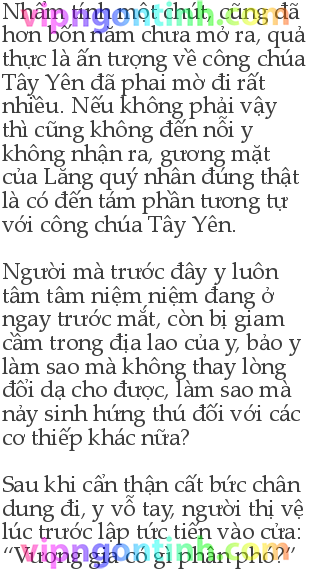 Nhẩm tính một chút, cũng đã
hơn bốn năm chưa mở ra, quả
thực là ấn tượng về công chúa
Tây Yên đã phai mờ đi rất
nhiều. Nếu không phải vậy
thì cũng không đến nỗi y
không nhận ra, gương mặt
của Lăng quý nhân đúng thật
là có đến tám phần tương tự
với công chúa Tây Yên.
Người mà trước đây y luôn
tâm tâm niệm niệm đang ở
ngay trước mắt, còn bị giam
cầm trong địa lao của y, bảo y
làm sao mà không thay lòng
đổi dạ cho được, làm sao mà
nảy sinh hứng thú đối với các
cơ thiếp khác nữa?
Sau khi cẩn thận cất bức chân
dung đi, y vỗ tay, người thị vệ
lúc trước lập tức tiến vào cửa:
“Vương gia có gì phân phó?”
vipngontinh.com
vipngontinh.com